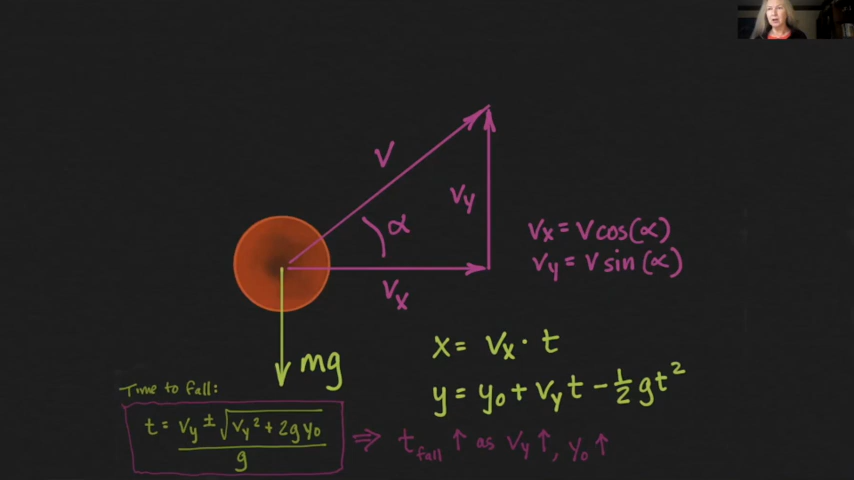 V
α
Vy
Vx
Vx = V cos(α)
Vy = V sin(α)
mg
x = Vx · t
y = y₀ + Vy t − ½ g t²
Time to fall:
t = (Vy ± √(Vy² + 2g y₀)) / g
⇒ t_fall ↑ as Vy ↑, y₀ ↑